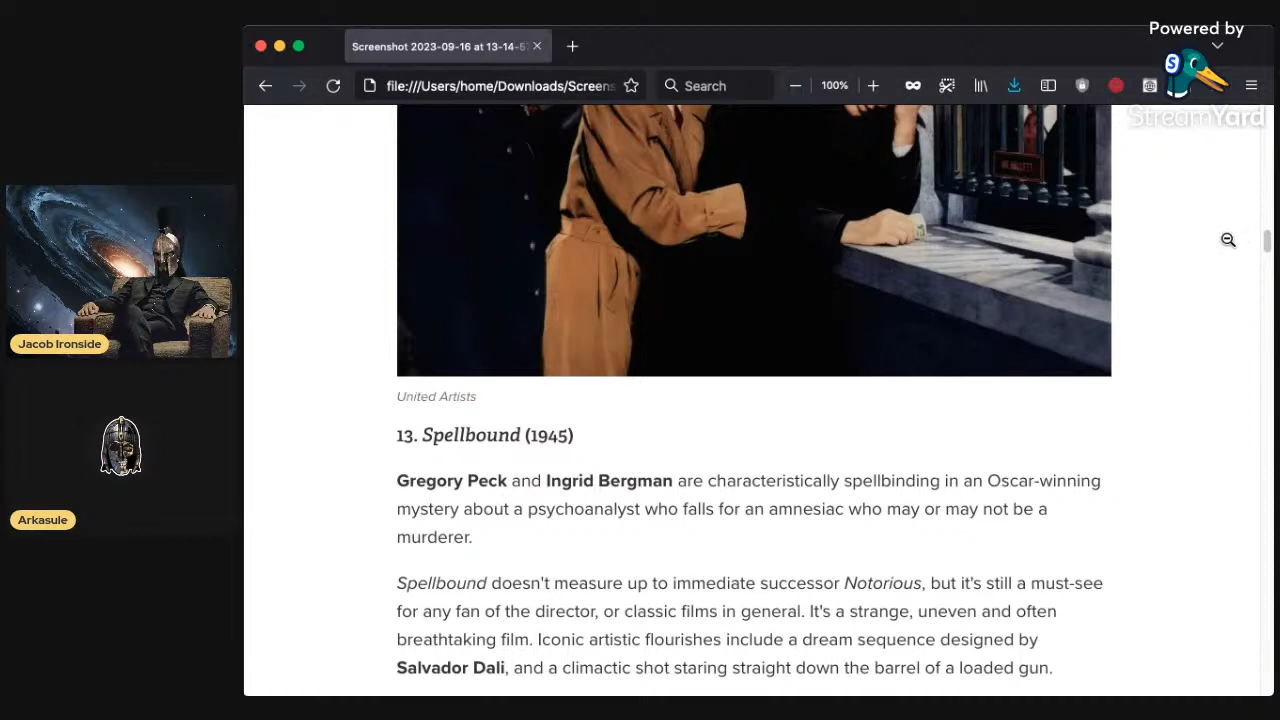 Powered by
StreamYard
Screenshot 2023-09-16 at 13-14-5
file:///Users/home/Downloads/Screens
Search
100%
S
Jacob Ironside
Arkasule
United Artists
13. Spellbound (1945)
Gregory Peck and Ingrid Bergman are characteristically spellbinding in an Oscar-winning
mystery about a psychoanalyst who falls for an amnesiac who may or may not be a
murderer.
Spellbound doesn't measure up to immediate successor Notorious, but it's still a must-see
for any fan of the director, or classic films in general. It's a strange, uneven and often
breathtaking film. Iconic artistic flourishes include a dream sequence designed by
Salvador Dali, and a climactic shot staring straight down the barrel of a loaded gun.